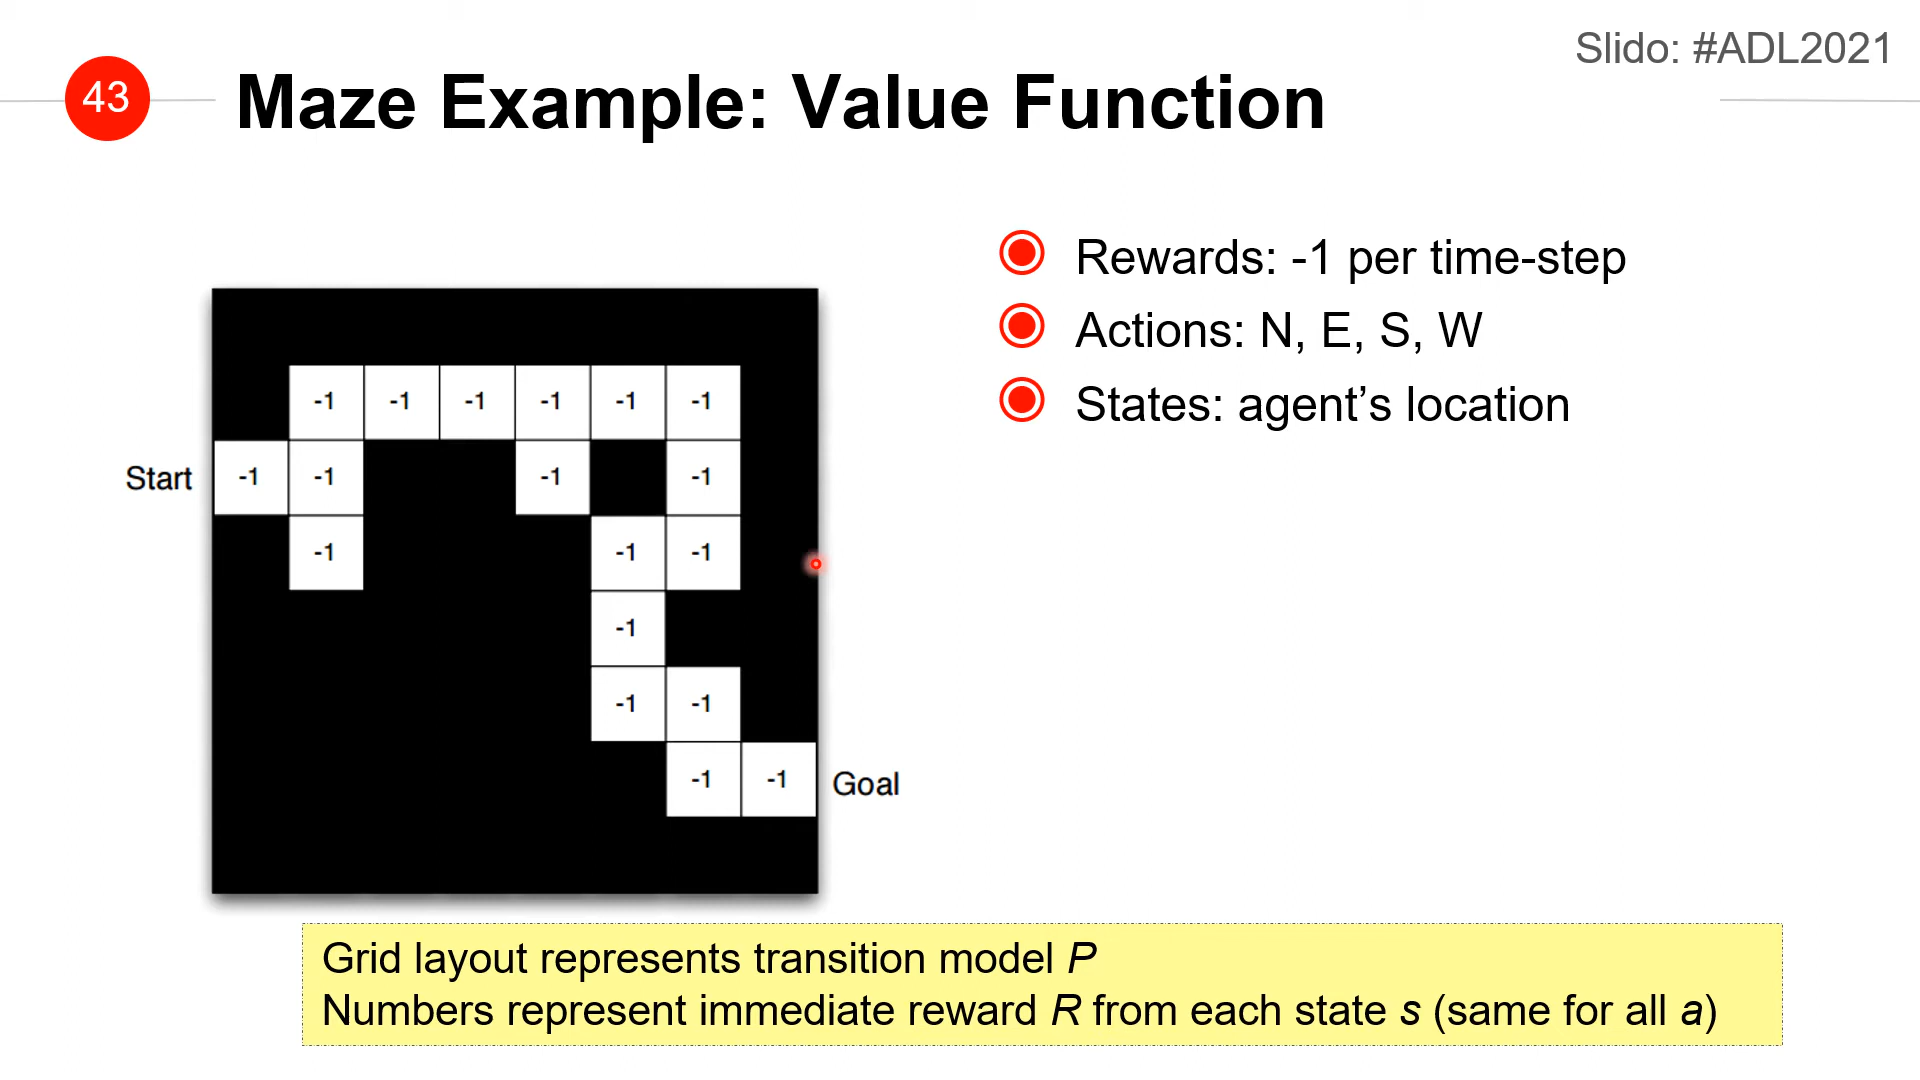 Slido: #ADL2021
43
Maze Example: Value Function
Rewards: -1 per time-step
Actions: N, E, S, W
States: agent’s location
-1 -1 -1 -1 -1 -1
Start -1 -1 -1 -1
-1 -1 -1
-1
-1 -1
-1 -1 Goal
Grid layout represents transition model P
Numbers represent immediate reward R from each state s (same for all a)